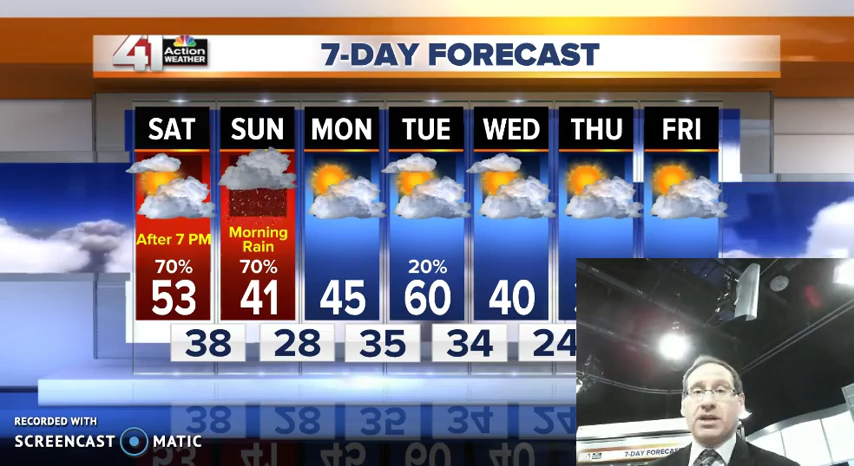 41 Action WEATHER
7-DAY FORECAST
SAT SUN MON TUE WED THU FRI
After 7 PM Morning Rain
70% 70% 20%
53 41 45 60 40
38 28 35 34 24
RECORDED WITH
SCREENCAST O MATIC
7-DAY FORECAST